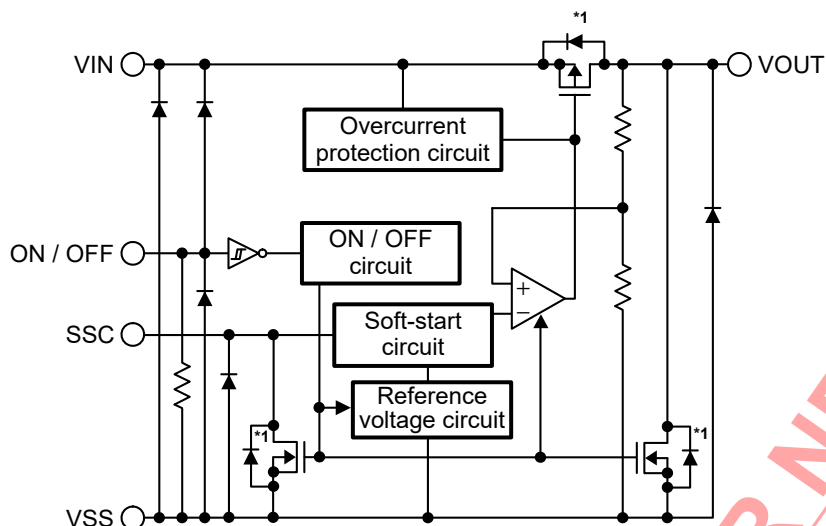 *1
VIN
VOUT
Overcurrent
protection circuit
ON / OFF
ON / OFF
circuit
+
−
SSC
Soft-start
circuit
Reference
voltage circuit
*1
*1
VSS